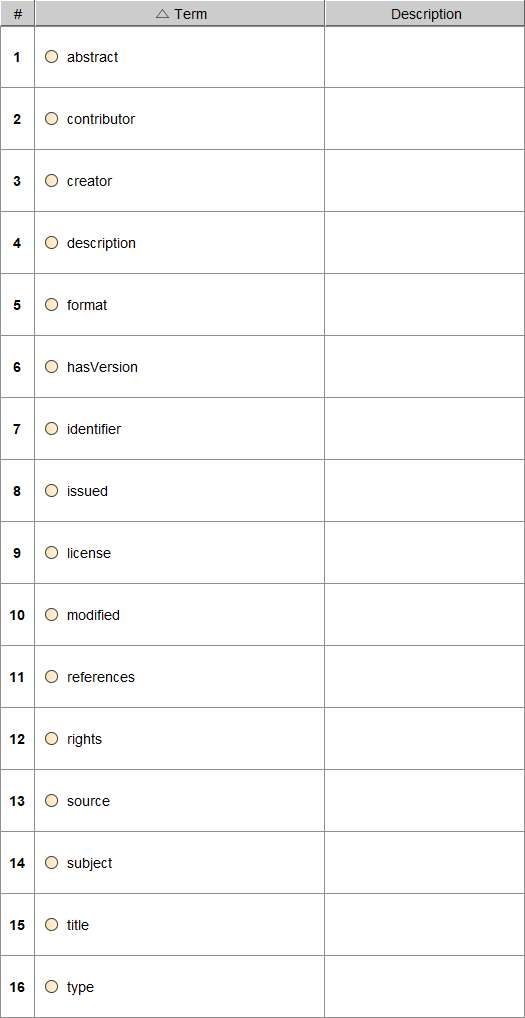 # Term Description
1 abstract
2 contributor
3 creator
4 description
5 format
6 hasVersion
7 identifier
8 issued
9 license
10 modified
11 references
12 rights
13 source
14 subject
15 title
16 type